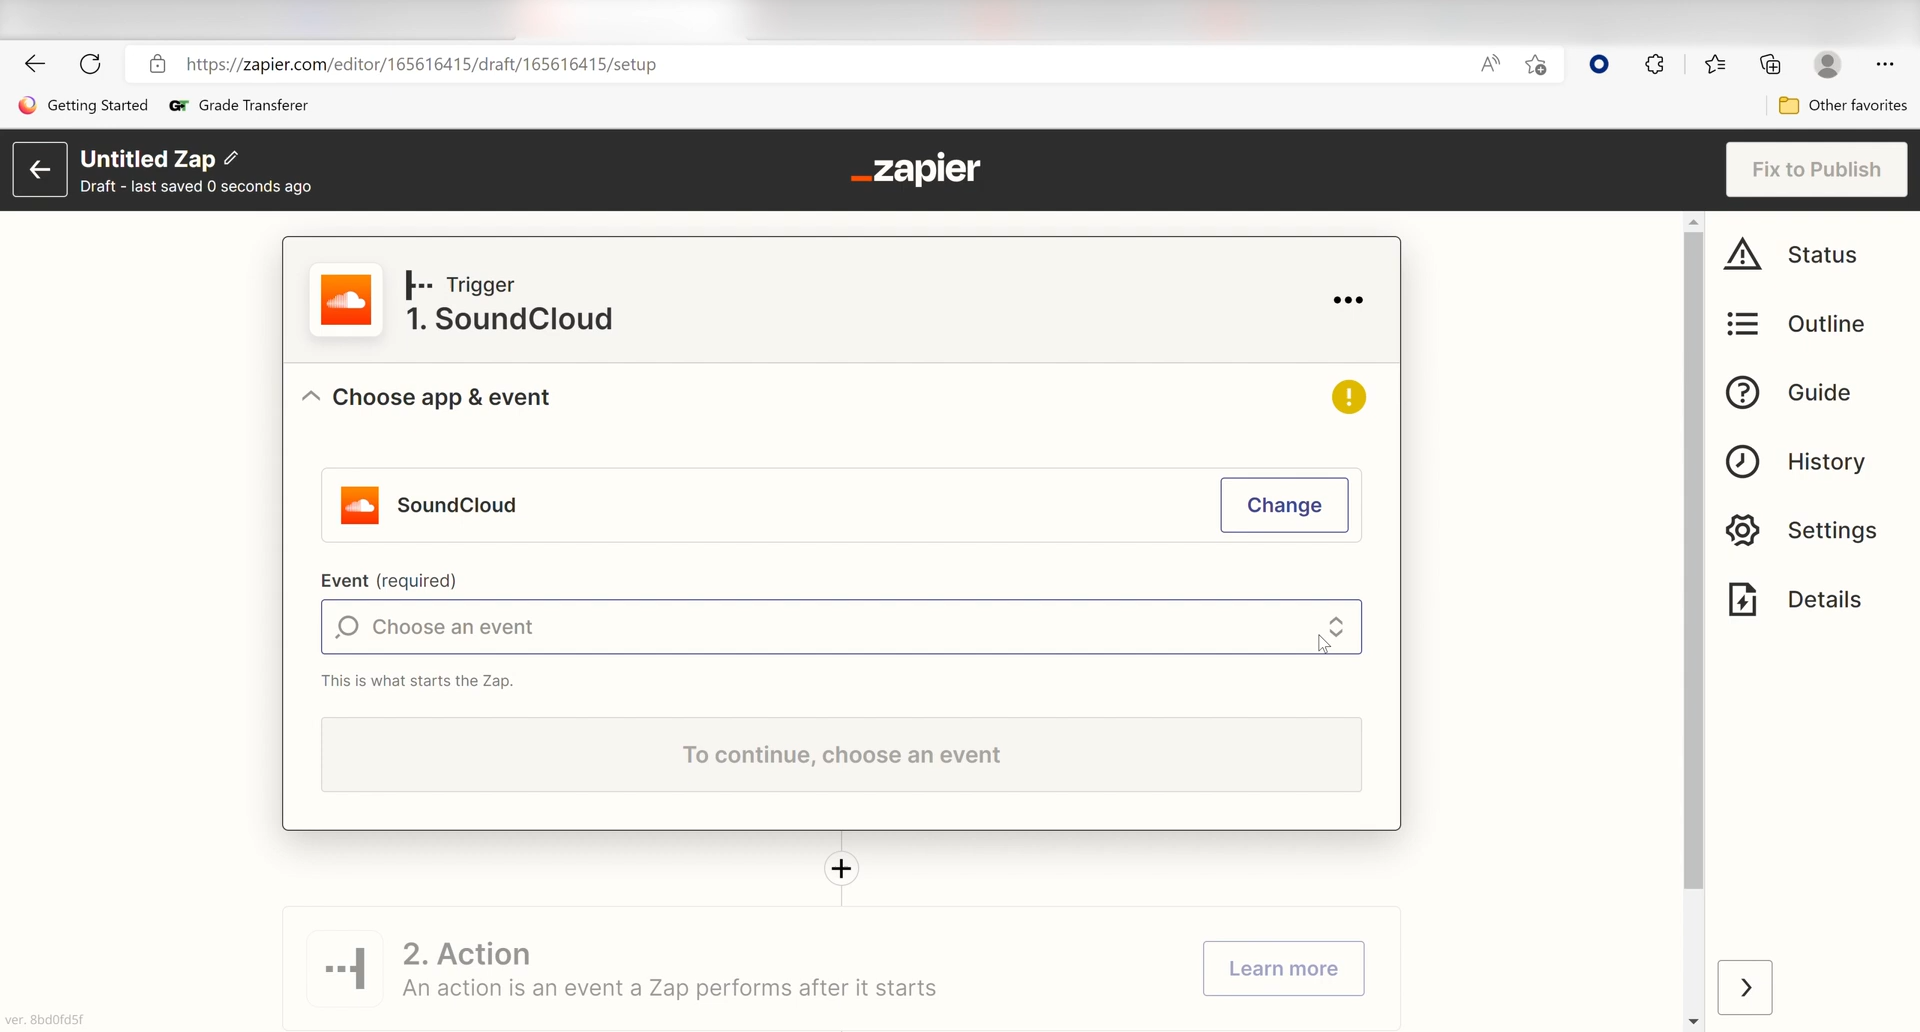 https://zapier.com/editor/165616415/draft/165616415/setup
Getting Started
GT Grade Transferer
Other favorites
Untitled Zap
Draft - last saved 0 seconds ago
_zapier
Fix to Publish
Trigger
1. SoundCloud
Choose app & event
SoundCloud
Change
Event (required)
Choose an event
This is what starts the Zap.
To continue, choose an event
2. Action
An action is an event a Zap performs after it starts
Learn more
Status
Outline
Guide
History
Settings
Details
ver. 8bd0fd5f